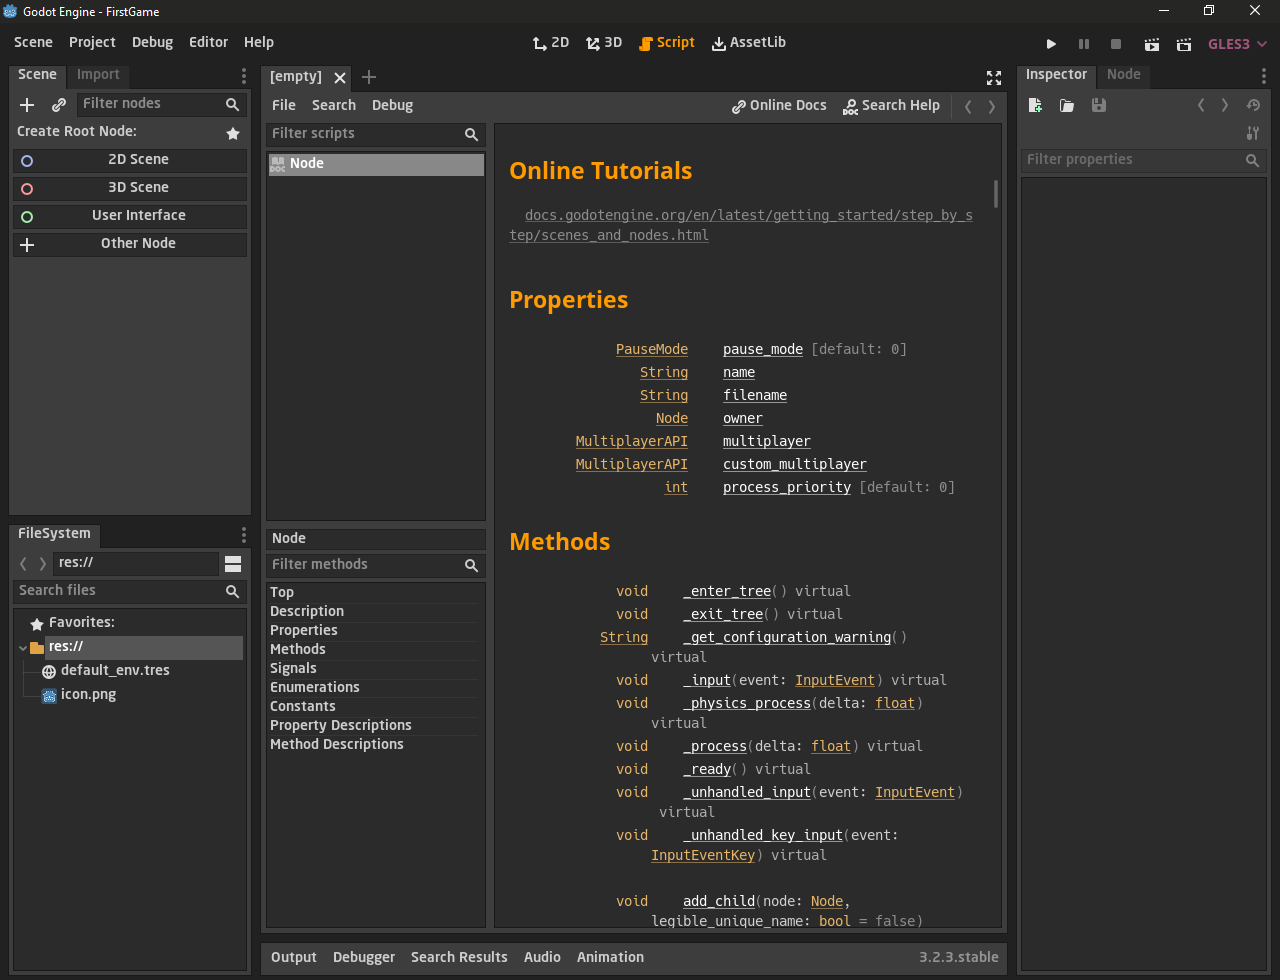 Godot Engine - FirstGame
Scene Project Debug Editor Help
2D 3D Script AssetLib
GLES3
Scene Import
Filter nodes
Create Root Node:
2D Scene
3D Scene
User Interface
Other Node
FileSystem
res://
Search files
Favorites:
res://
default_env.tres
icon.png
[empty]
File Search Debug
Online Docs Search Help
Filter scripts
Node
Node
Filter methods
Top
Description
Properties
Methods
Signals
Enumerations
Constants
Property Descriptions
Method Descriptions
Online Tutorials
docs.godotengine.org/en/latest/getting_started/step_by_s
tep/scenes_and_nodes.html
Properties
PauseMode pause_mode [default: 0]
String name
String filename
Node owner
MultiplayerAPI multiplayer
MultiplayerAPI custom_multiplayer
int process_priority [default: 0]
Methods
void _enter_tree() virtual
void _exit_tree() virtual
String _get_configuration_warning()
virtual
void _input(event: InputEvent) virtual
void _physics_process(delta: float)
virtual
void _process(delta: float) virtual
void _ready() virtual
void _unhandled_input(event: InputEvent)
virtual
void _unhandled_key_input(event:
InputEventKey) virtual
void add_child(node: Node,
legible_unique_name: bool = false)
Output Debugger Search Results Audio Animation
3.2.3.stable
Inspector Node
Filter properties